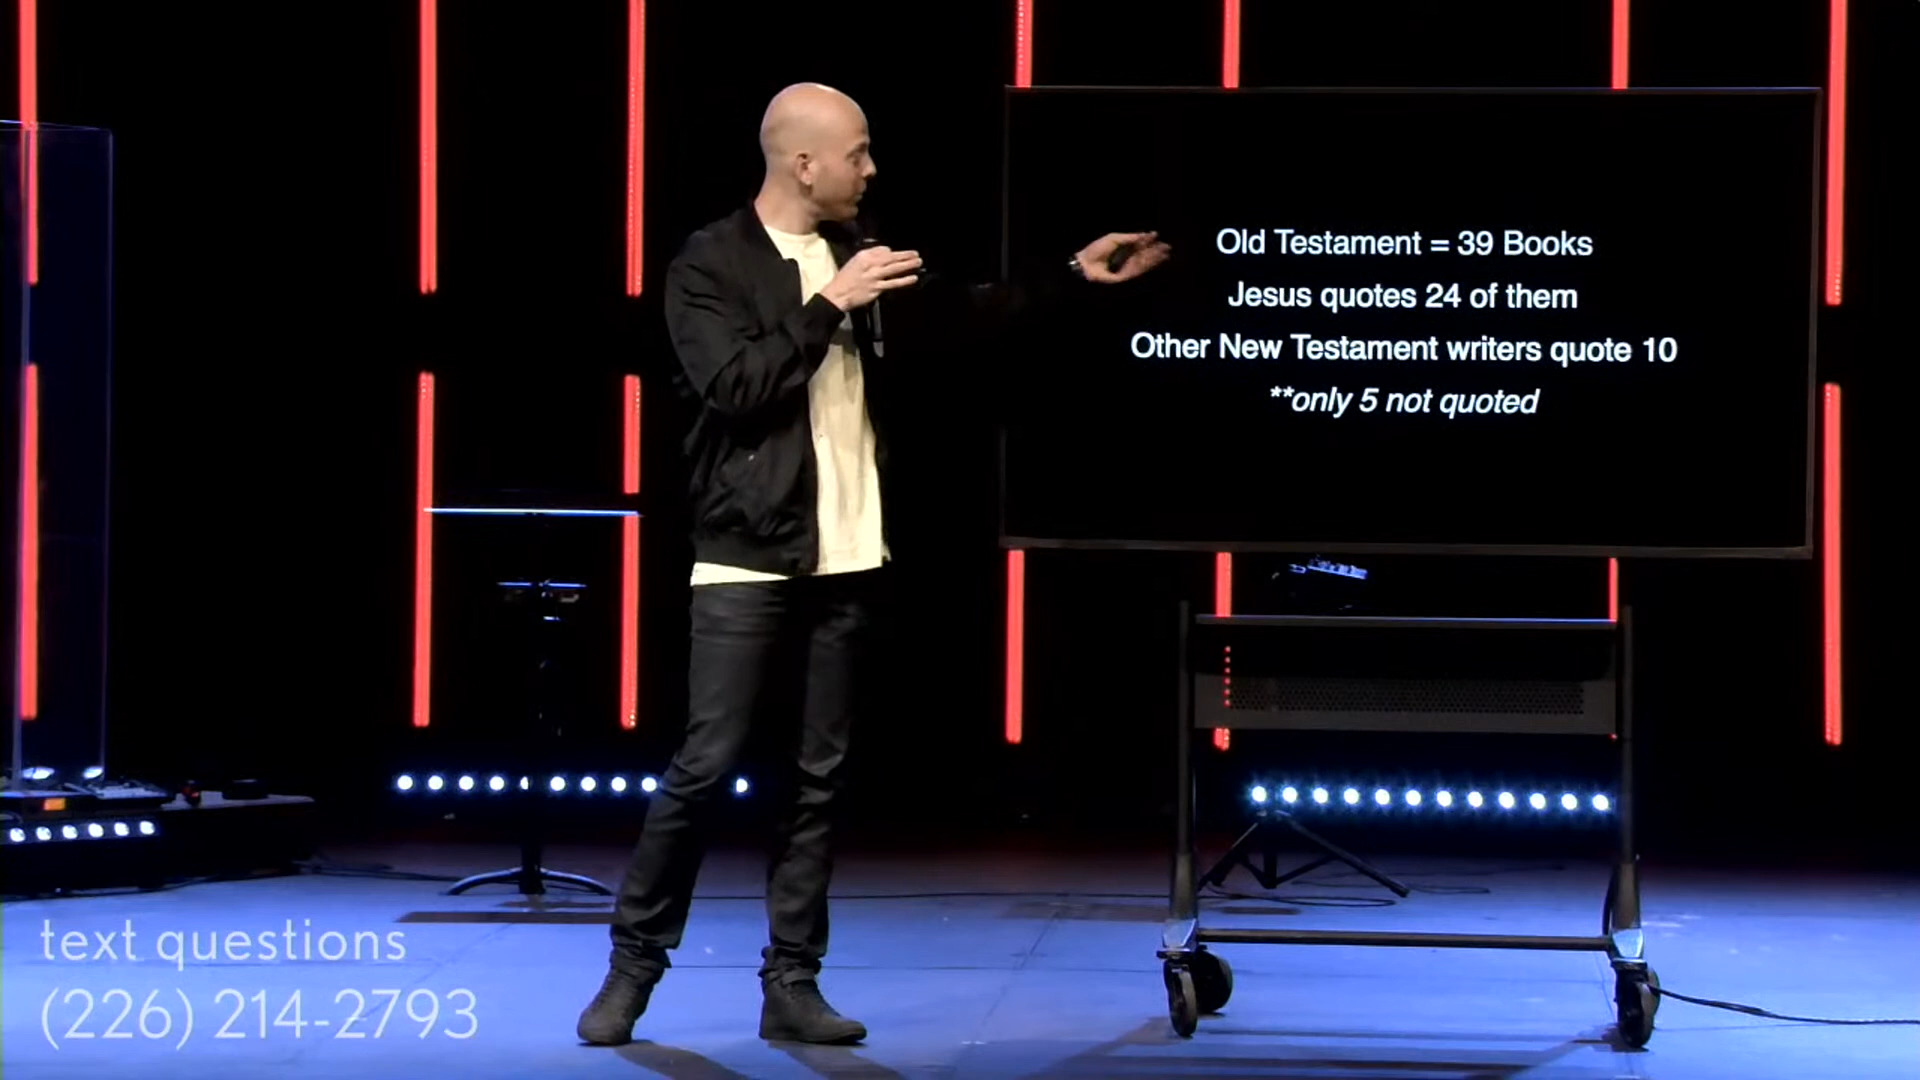 Old Testament = 39 Books
Jesus quotes 24 of them
Other New Testament writers quote 10
**only 5 not quoted
text questions
(226) 214-2793